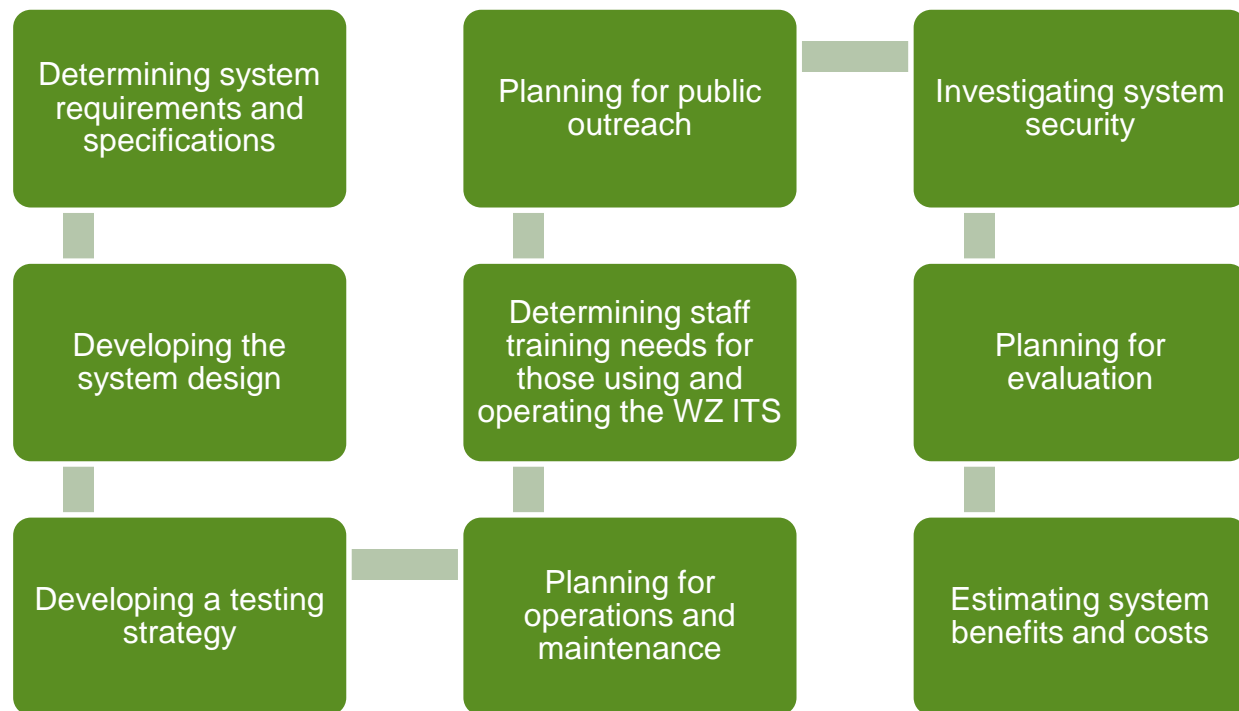 Determining system
requirements and
specifications
Developing the
system design
Developing a testing
strategy
Planning for
operations and
maintenance
Determining staff
training needs for
those using and
operating the WZ ITS
Planning for public
outreach
Investigating system
security
Planning for
evaluation
Estimating system
benefits and costs